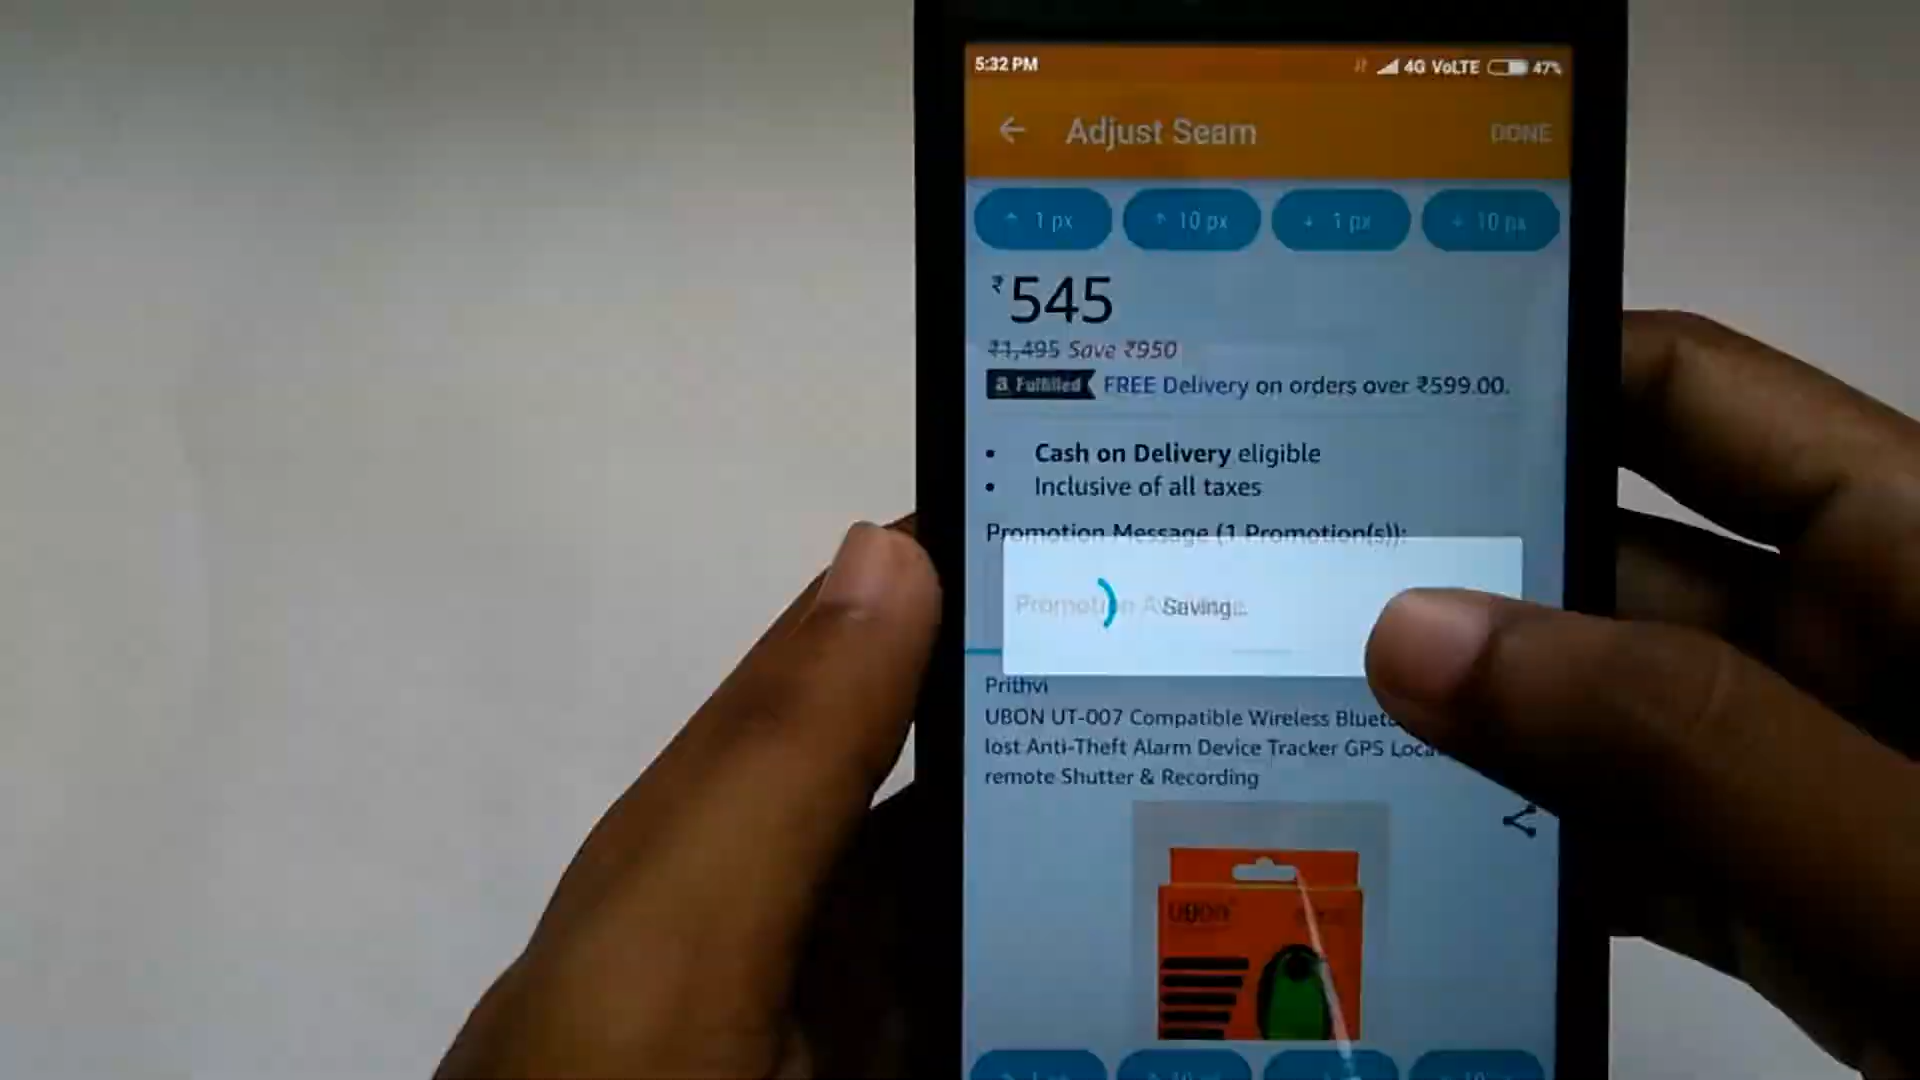 5:32 PM 4G VoLTE 47%
Adjust Seam DONE
1 px 10 px 1 px 10 px
₹545
₹1,495 Save ₹950
a Fulfilled FREE Delivery on orders over ₹599.00.
• Cash on Delivery eligible
• Inclusive of all taxes
Promotion Message (1 Promotion(s)):
Promotion Saving...
Prithvi
UBON UT-007 Compatible Wireless
lost Anti-Theft Alarm Device Tracker GPS
remote Shutter & Recording
UBON